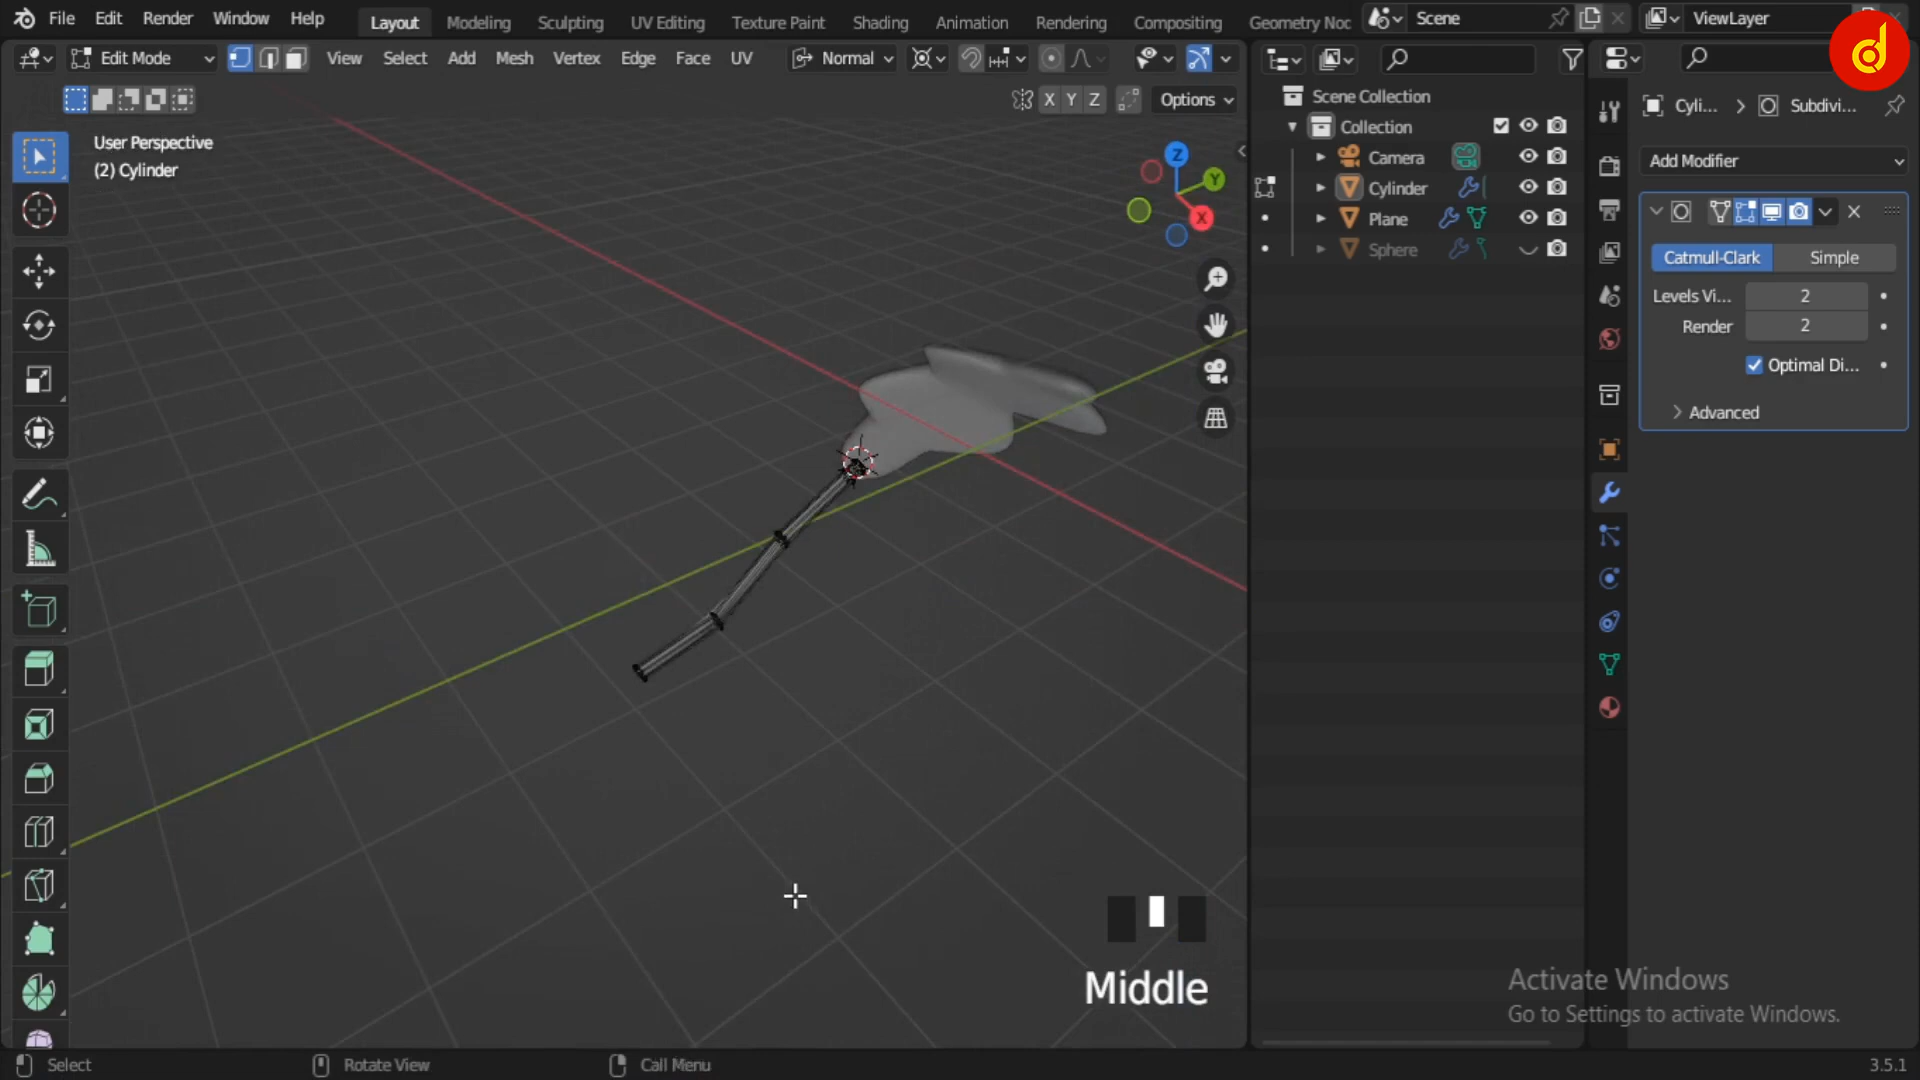 File Edit Render Window Help Layout Modeling Sculpting UV Editing Texture Paint Shading Animation Rendering Compositing Geometry Noc Scene ViewLayer
Edit Mode View Select Add Mesh Vertex Edge Face UV Normal
X Y Z Options
User Perspective
(2) Cylinder
Z
Y
X
Scene Collection
Collection
Camera
Cylinder
Plane
Sphere
Cyli... Subdivi...
Add Modifier
Catmull-Clark Simple
Levels Vi... 2
Render 2
Optimal Di...
Advanced
d
Middle
Activate Windows
Go to Settings to activate Windows.
Select Rotate View Call Menu 3.5.1